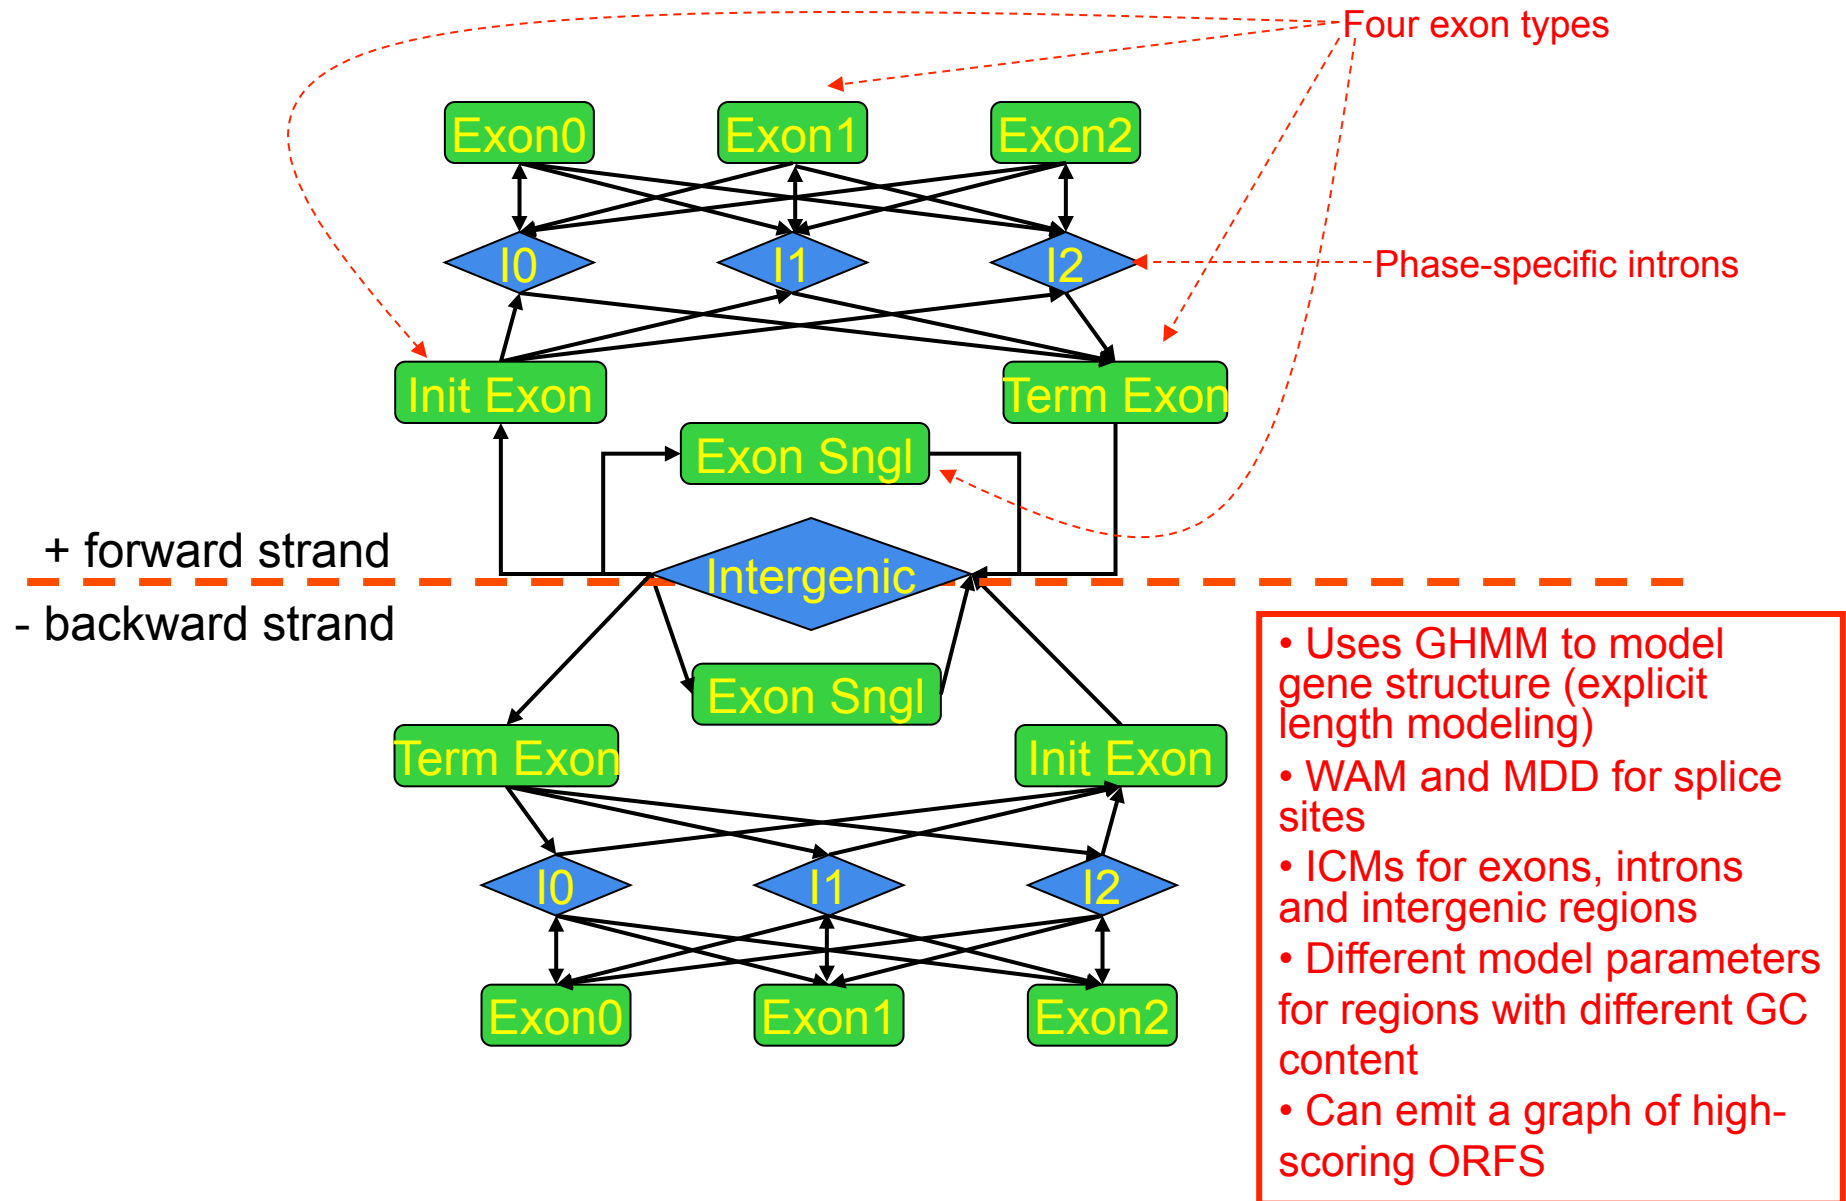 Four exon types
Exon0
Exon1
Exon2
I0
I1
I2
Phase-specific introns
Init Exon
Term Exon
Exon Sngl
+ forward strand
Intergenic
- backward strand
Exon Sngl
Term Exon
Init Exon
I0
I1
I2
Exon0
Exon1
Exon2
• Uses GHMM to model
gene structure (explicit
length modeling)
• WAM and MDD for splice
sites
• ICMs for exons, introns
and intergenic regions
• Different model parameters
for regions with different GC
content
• Can emit a graph of high-
scoring ORFS